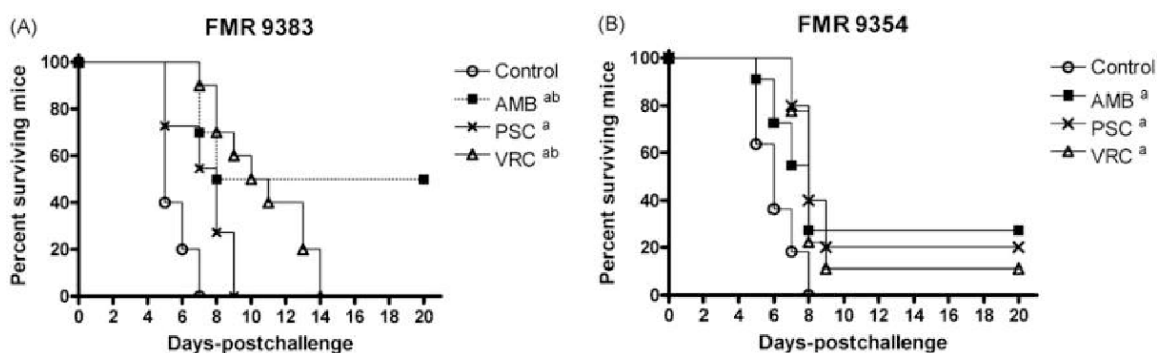 (A)
FMR 9383
Percent surviving mice
100
80
60
40
20
0
0 2 4 6 8 10 12 14 16 18 20
Days-postchallenge
Control
AMB ab
PSC a
VRC ab
(B)
FMR 9354
Percent surviving mice
100
80
60
40
20
0
0 2 4 6 8 10 12 14 16 18 20
Days-postchallenge
Control
AMB a
PSC a
VRC a